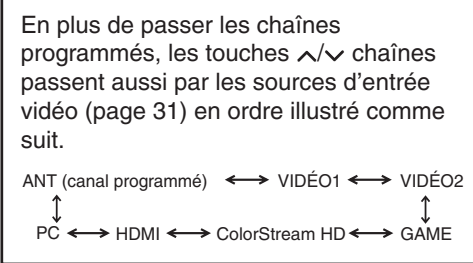 En plus de passer les chaînes
programmés, les touches ∧/∨ chaînes
passent aussi par les sources d'entrée
vidéo (page 31) en ordre illustré comme
suit.
ANT (canal programmé) ↔ VIDÉO1 ↔ VIDÉO2
↕ ↕
PC ↔ HDMI ↔ ColorStream HD ↔ GAME